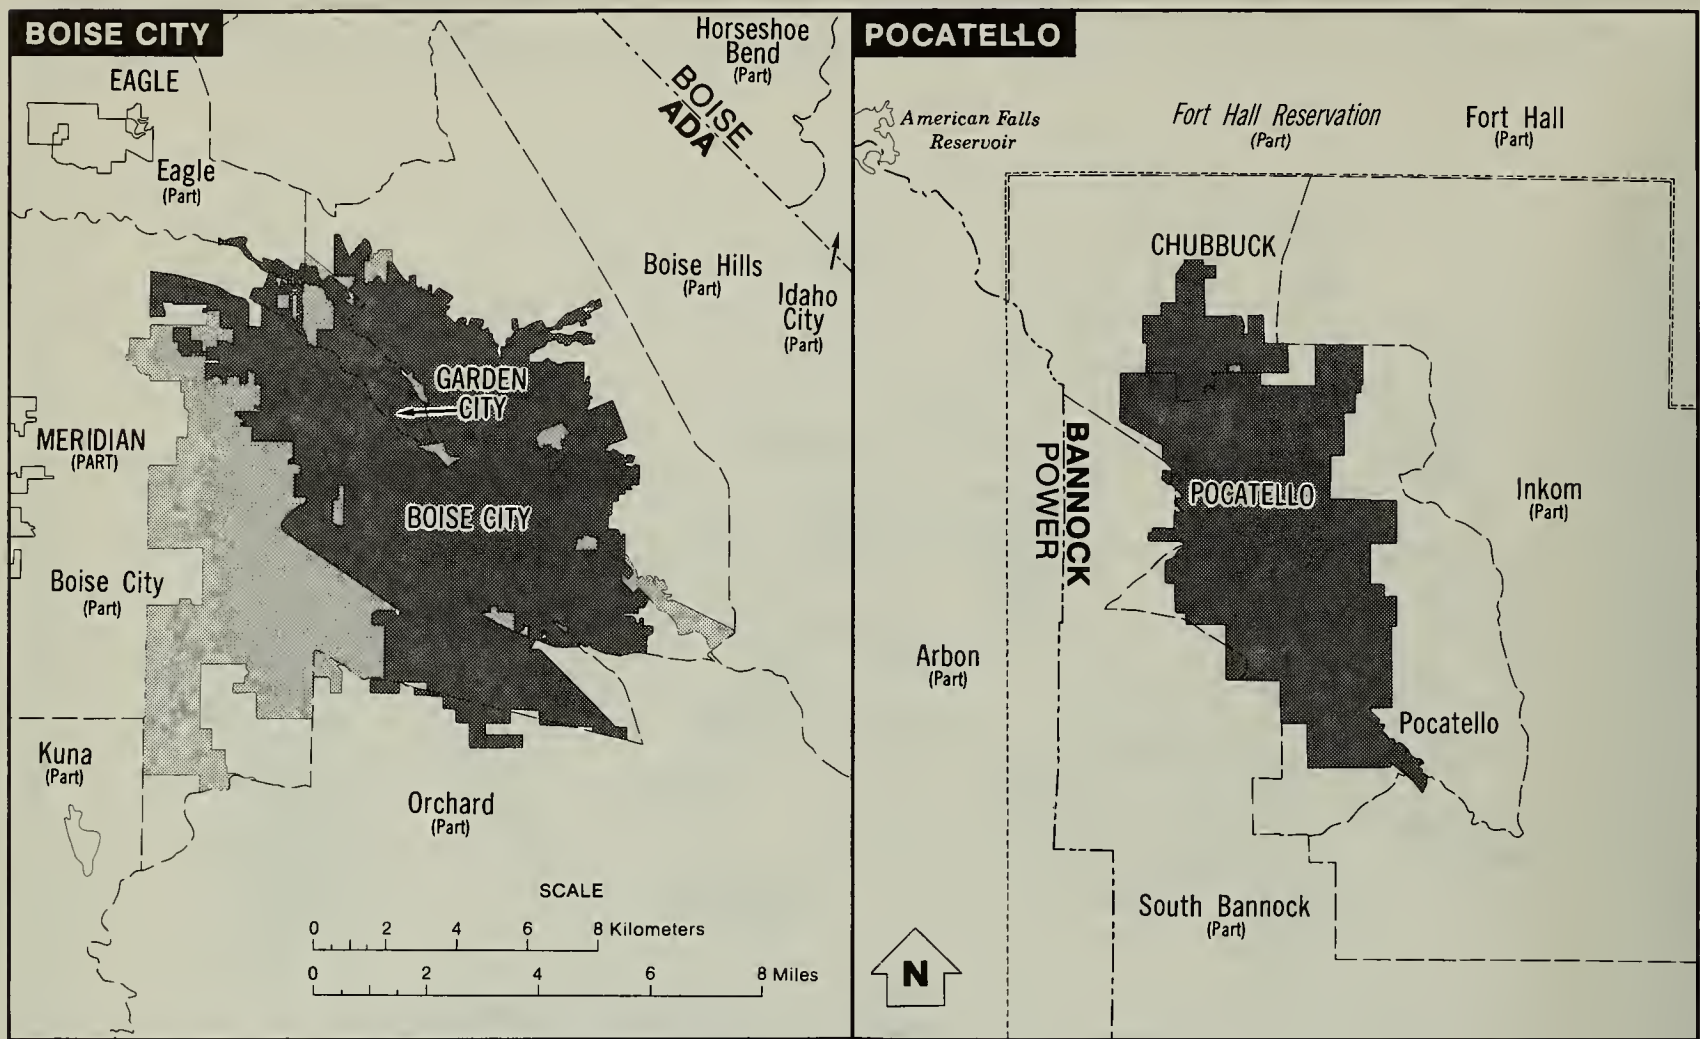 BOISE CITY
EAGLE
Eagle
(Part)
Horseshoe
Bend
(Part)
BOISE
ADA
Boise Hills
(Part)
Idaho
City
(Part)
GARDEN
CITY
MERIDIAN
(PART)
BOISE CITY
Boise City
(Part)
Kuna
(Part)
Orchard
(Part)
SCALE
0 2 4 6 8 Kilometers
0 2 4 6 8 Miles
POCATELLO
American Falls
Reservoir
Fort Hall Reservation
(Part)
Fort Hall
(Part)
CHUBBUCK
BANNOCK
POWER
POCATELLO
Inkom
(Part)
Arbon
(Part)
Pocatello
South Bannock
(Part)
N